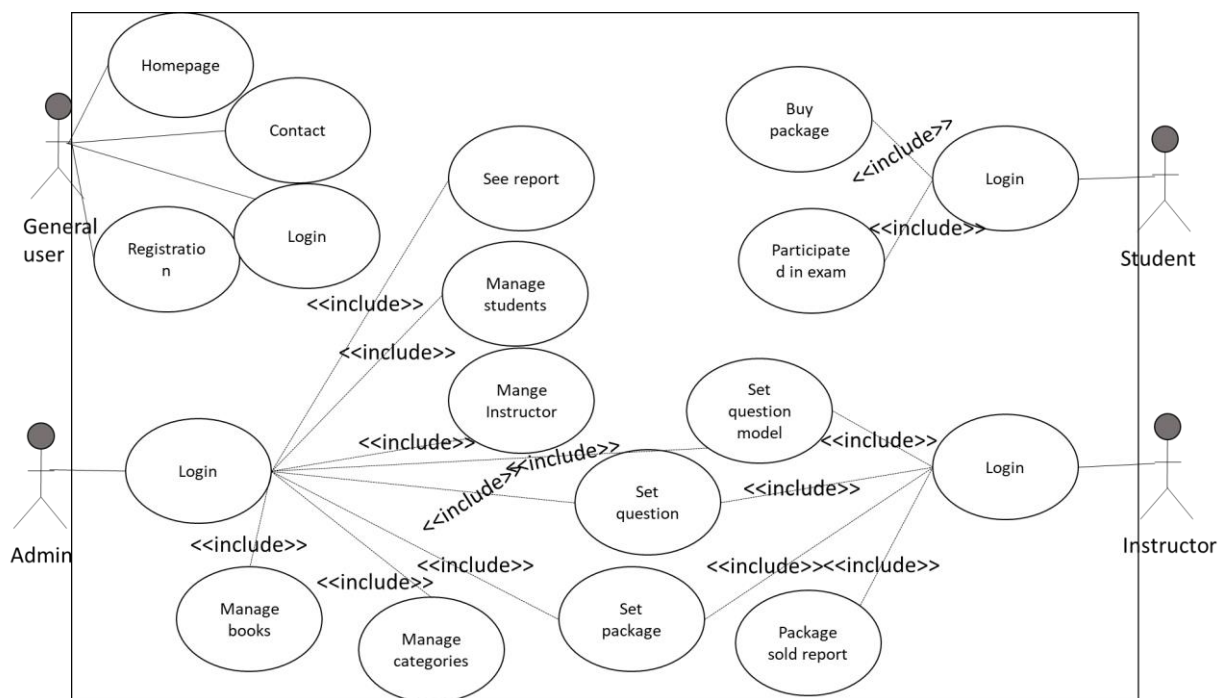 Homepage
Contact
General
user
Registratio
n
Login
See report
<<include>>
Manage
students
<<include>>
Mange
Instructor
Buy
package
<<include>>
Login
<<include>>
Participate
d in exam
Student
Login
Admin
<<include>>
<<include>>
<<include>>
<<include>>
<<include>>
<<include>>
Manage
books
Manage
categories
Set
question
model
<<include>>
Set
question
<<include>>
Login
Instructor
Set
package
<<include>>
<<include>>
Package
sold report